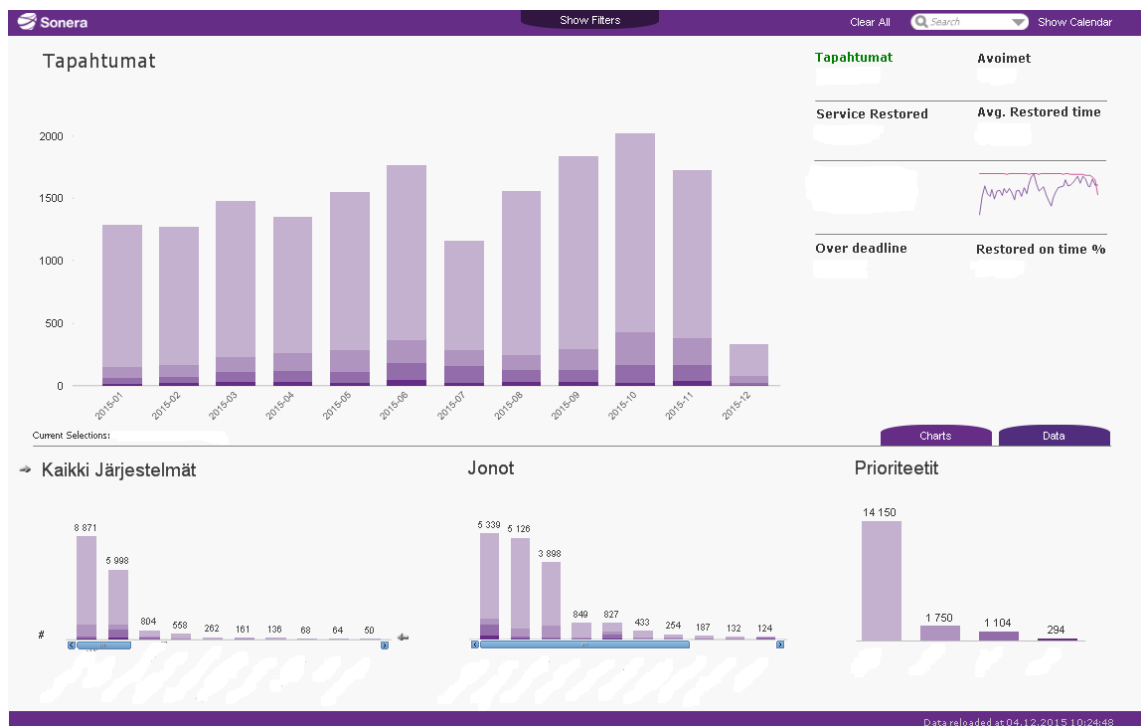 Sonera
Show Filters
Clear All
Search
Show Calendar
Tapahtumat
Tapahtumat
Avoimet
Service Restored
Avg. Restored time
Over deadline
Restored on time %
2000
1500
1000
500
0
2015-01
2015-02
2015-03
2015-04
2015-05
2015-06
2015-07
2015-08
2015-09
2015-10
2015-11
2015-12
Current Selections:
Charts
Data
Kaikki Järjestelmät
8 871
5 998
804
558
262
161
136
68
64
50
#
Jonot
5 339
5 126
3 898
849
827
433
254
187
132
124
Prioriteetit
14 150
1 750
1 104
294
Data reloaded at 04.12.2015 10:24:48